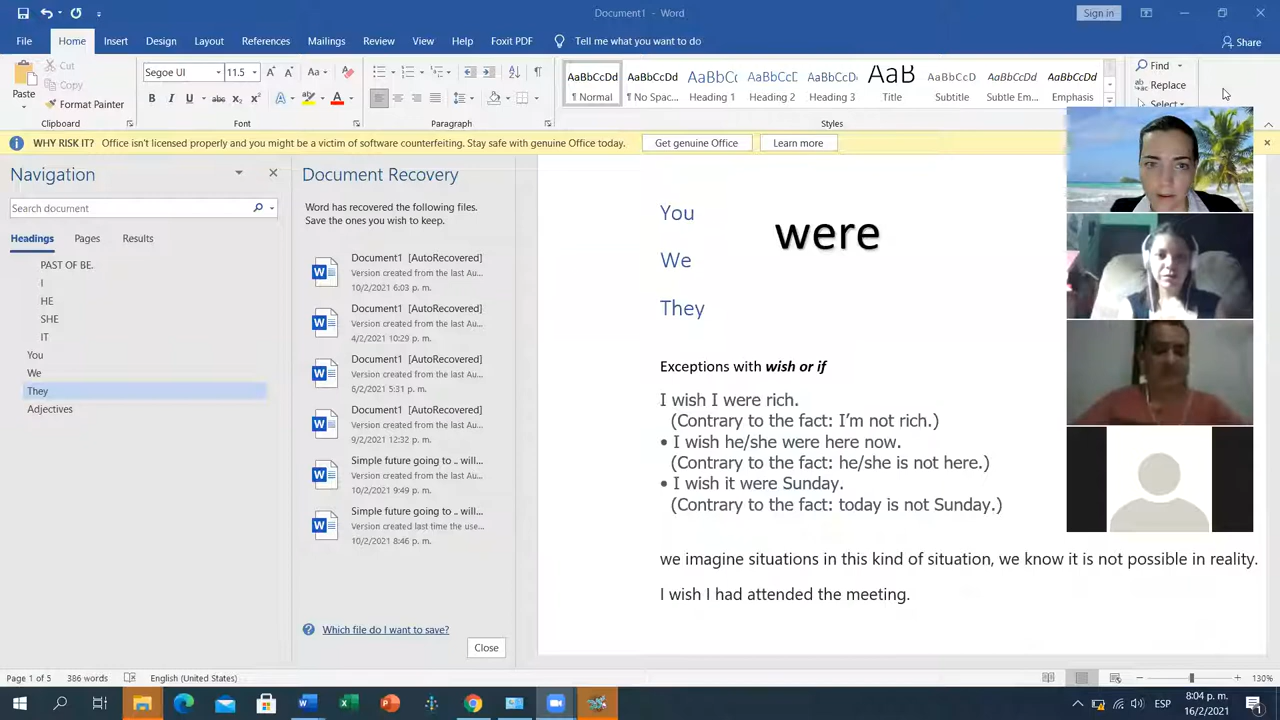 Document1 - Word
Sign in
File Home Insert Design Layout References Mailings Review View Help Foxit PDF Tell me what you want to do Share
Paste
Cut
Copy
Format Painter
Clipboard
Segoe UI 11.5
Font
Paragraph
AaBbCcDd AaBbCcDd AaBbC( AaBbCcE AaBbCcD AaB AaBbCcD AaBbCcDd AaBbCcDd
¶ Normal ¶ No Spac... Heading 1 Heading 2 Heading 3 Title Subtitle Subtle Em... Emphasis
Styles
Find
Replace
Select
WHY RISK IT? Office isn't licensed properly and you might be a victim of software counterfeiting. Stay safe with genuine Office today. Get genuine Office Learn more
Navigation
Search document
Headings Pages Results
PAST OF BE.
I
HE
SHE
IT
You
We
They
Adjectives
Document Recovery
Word has recovered the following files.
Save the ones you wish to keep.
Document1 [AutoRecovered]
Version created from the last Au...
10/2/2021 6:03 p. m.
Document1 [AutoRecovered]
Version created from the last Au...
4/2/2021 10:29 p. m.
Document1 [AutoRecovered]
Version created from the last Au...
8/2/2021 5:31 p. m.
Document1 [AutoRecovered]
Version created from the last Au...
9/2/2021 12:32 p. m.
Simple future going to .. will...
Version created from the last Au...
10/2/2021 9:49 p. m.
Simple future going to .. will...
Version created last time the use...
10/2/2021 8:46 p. m.
Which file do I want to save?
Close
You
were
We
They
Exceptions with wish or if
I wish I were rich.
(Contrary to the fact: I'm not rich.)
• I wish he/she were here now.
(Contrary to the fact: he/she is not here.)
• I wish it were Sunday.
(Contrary to the fact: today is not Sunday.)
we imagine situations in this kind of situation, we know it is not possible in reality.
I wish I had attended the meeting.
Page 1 of 5 386 words English (United States) 130%
ESP
8:04 p. m.
16/2/2021